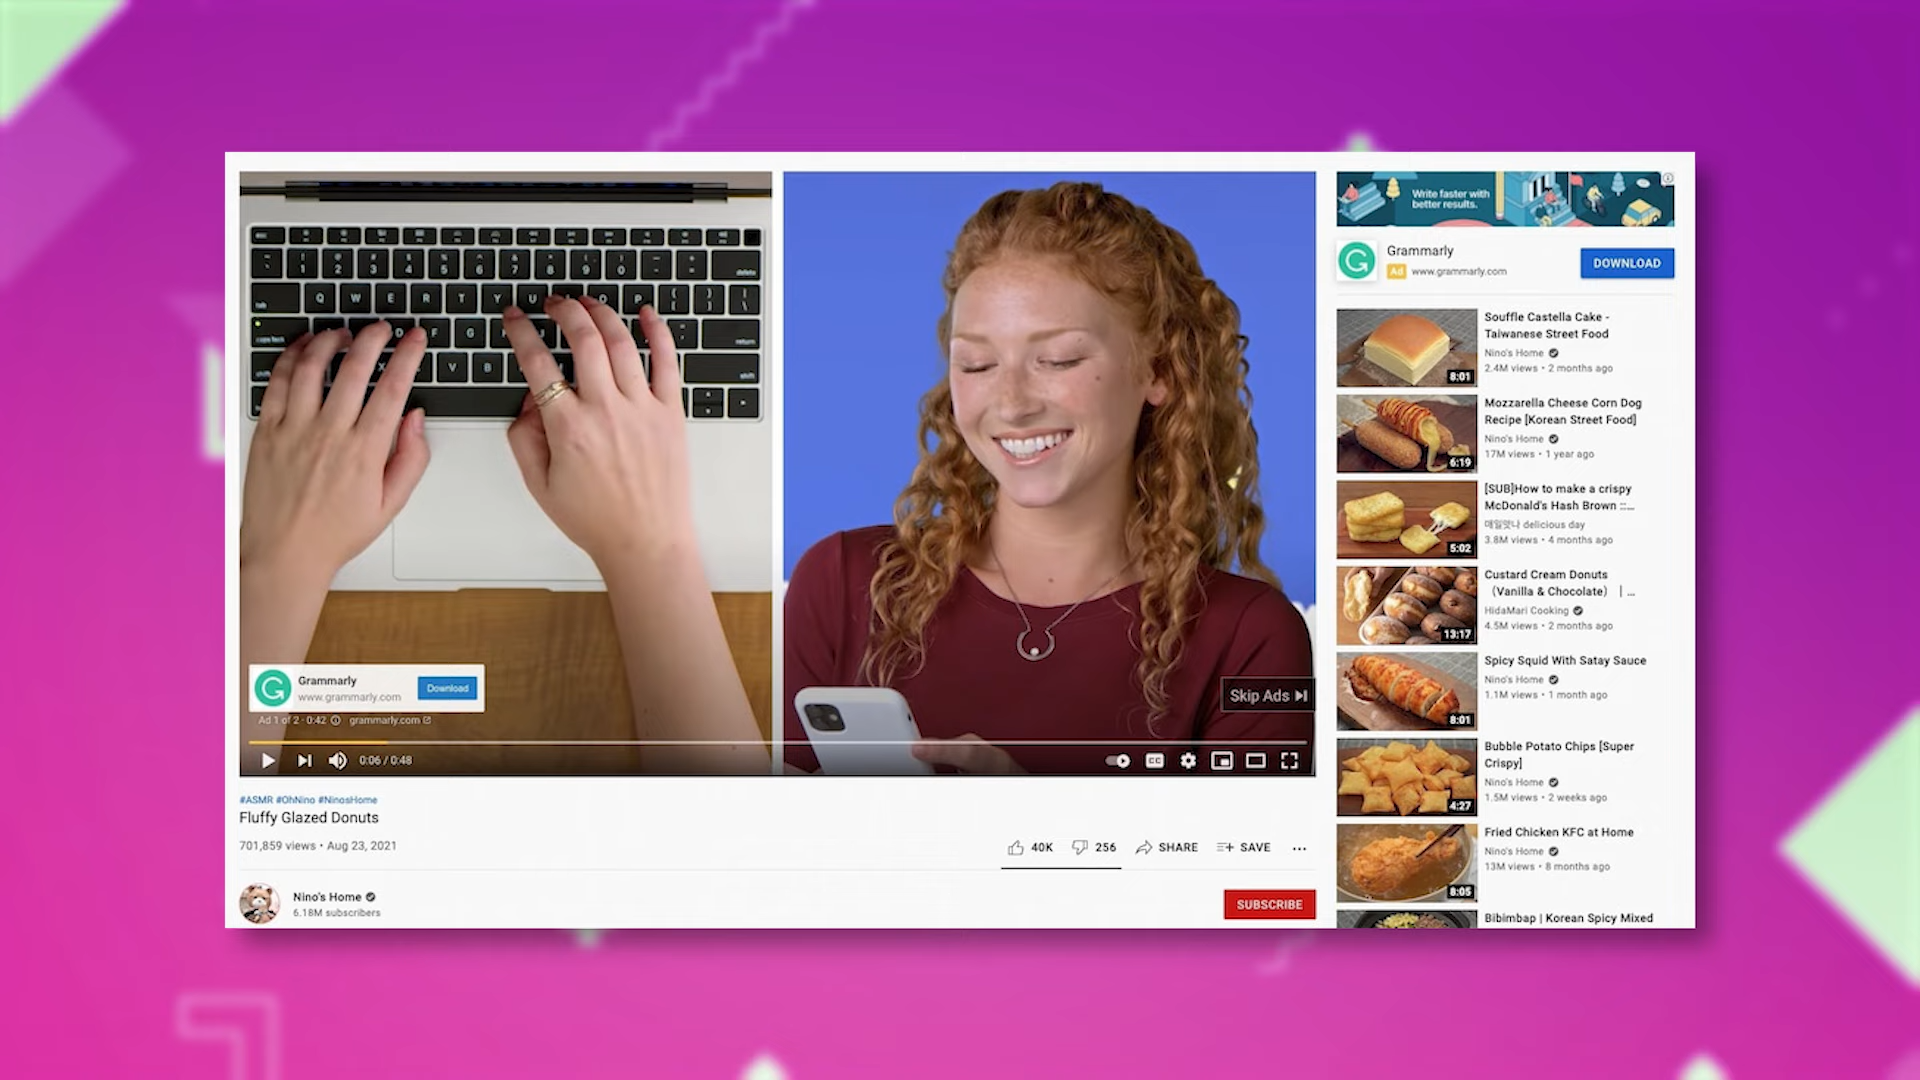 Q W E R T Y U O P
D F G
X V B
Grammarly
www.grammarly.com
Download
Ad 1 of 2 · 0:42
grammarly.com
Skip Ads
0:06 / 0:48
CC
#ASMR #OhNino #NinosHome
Fluffy Glazed Donuts
701,859 views • Aug 23, 2021
40K
256
SHARE
SAVE
Nino's Home
6.18M subscribers
SUBSCRIBE
Write faster with
better results.
Grammarly
Ad www.grammarly.com
DOWNLOAD
8:01
Souffle Castella Cake -
Taiwanese Street Food
Nino's Home
2.4M views • 2 months ago
6:19
Mozzarella Cheese Corn Dog
Recipe [Korean Street Food]
Nino's Home
17M views • 1 year ago
5:02
[SUB]How to make a crispy
McDonald's Hash Brown ::...
매일맛나 delicious day
3.8M views • 4 months ago
13:17
Custard Cream Donuts
（Vanilla & Chocolate）｜...
HidaMari Cooking
4.5M views • 2 months ago
8:01
Spicy Squid With Satay Sauce
Nino's Home
1.1M views • 1 month ago
4:27
Bubble Potato Chips [Super
Crispy]
Nino's Home
1.5M views • 2 weeks ago
8:05
Fried Chicken KFC at Home
Nino's Home
13M views • 8 months ago
Bibimbap | Korean Spicy Mixed